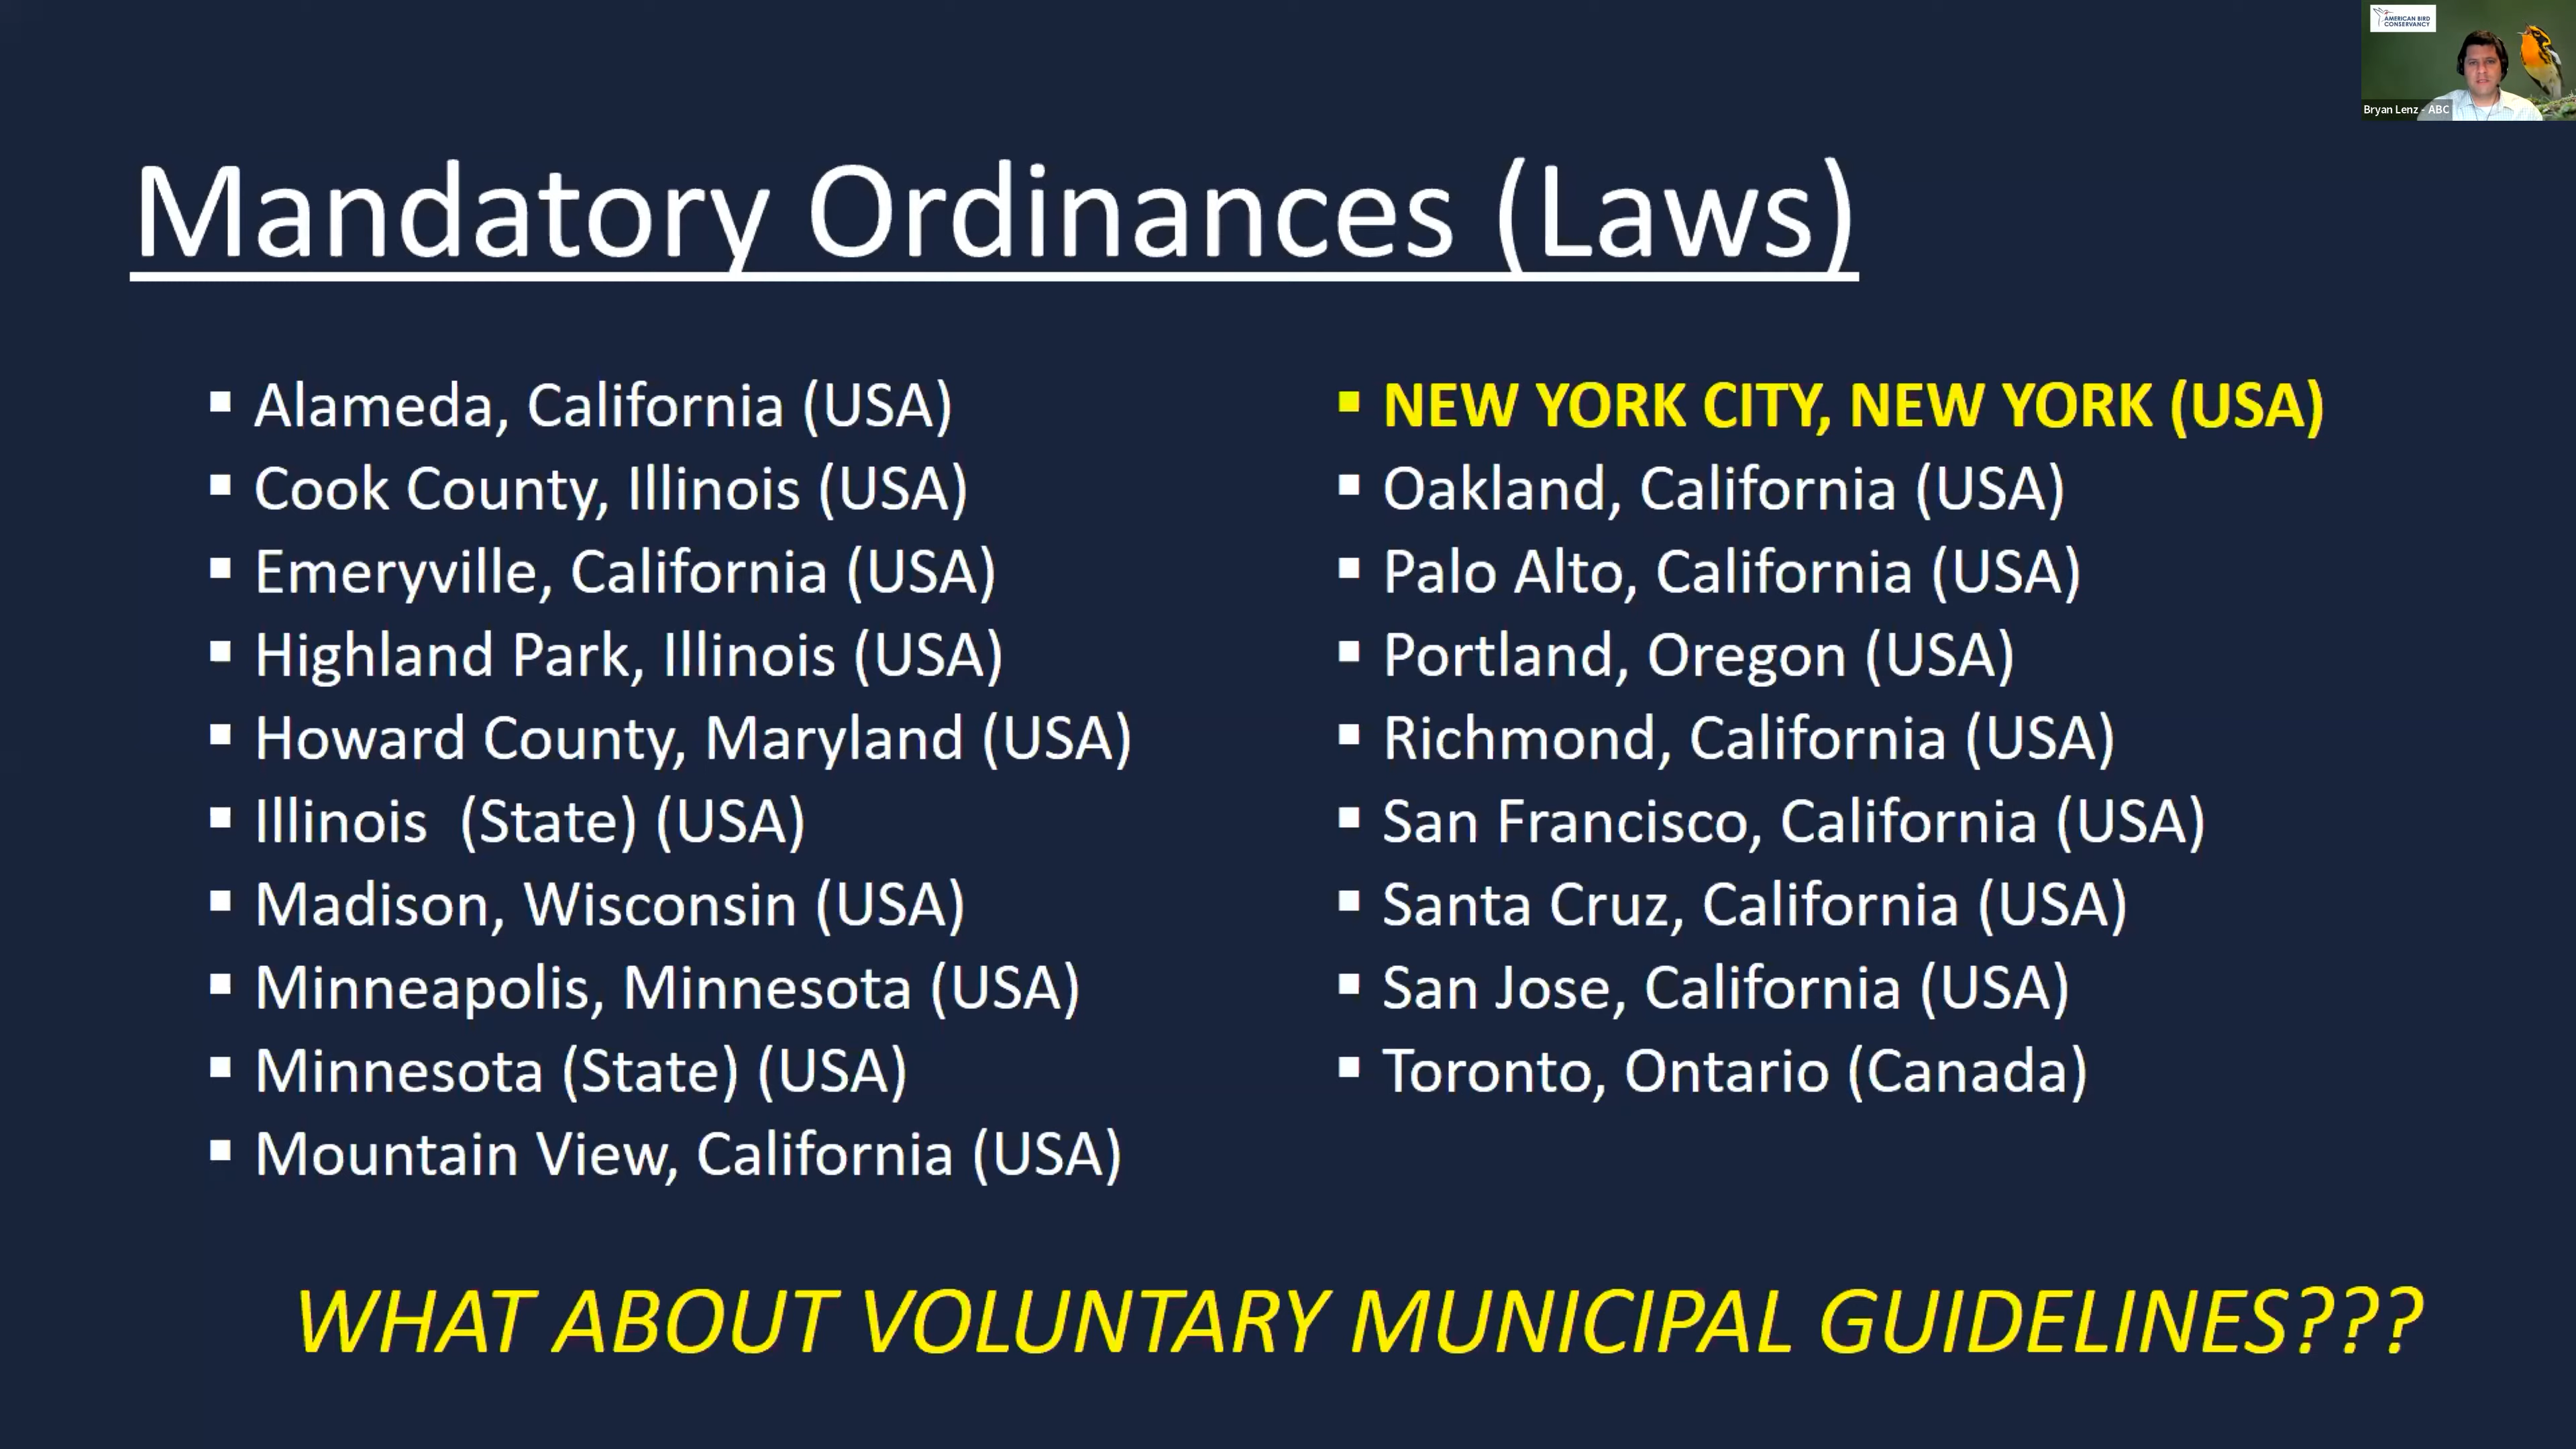 AMERICAN BIRD
CONSERVANCY
Bryan Lenz - ABC
Mandatory Ordinances (Laws)
▪ Alameda, California (USA)
▪ Cook County, Illinois (USA)
▪ Emeryville, California (USA)
▪ Highland Park, Illinois (USA)
▪ Howard County, Maryland (USA)
▪ Illinois  (State) (USA)
▪ Madison, Wisconsin (USA)
▪ Minneapolis, Minnesota (USA)
▪ Minnesota (State) (USA)
▪ Mountain View, California (USA)
▪ NEW YORK CITY, NEW YORK (USA)
▪ Oakland, California (USA)
▪ Palo Alto, California (USA)
▪ Portland, Oregon (USA)
▪ Richmond, California (USA)
▪ San Francisco, California (USA)
▪ Santa Cruz, California (USA)
▪ San Jose, California (USA)
▪ Toronto, Ontario (Canada)
WHAT ABOUT VOLUNTARY MUNICIPAL GUIDELINES???